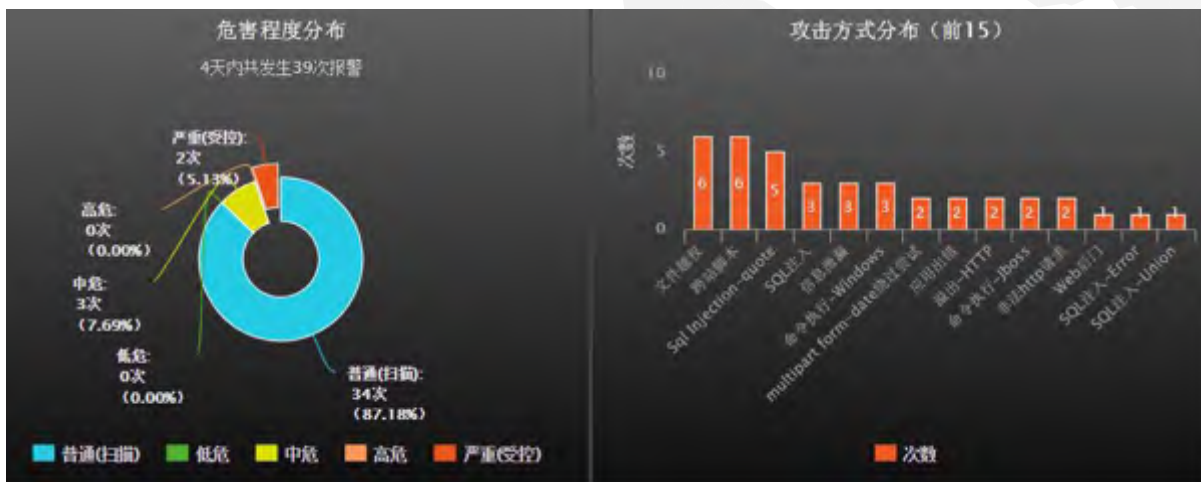 危害程度分布
4天内共发生39次报警
严重(受控):
2次
(5.13%)
高危:
0次
(0.00%)
中危:
3次
(7.69%)
低危:
0次
(0.00%)
普通(扫描):
34次
(87.18%)
普通(扫描) 低危 中危 高危 严重(受控)
攻击方式分布（前15）
次数
10
5
0
6 6 5 3 3 3 2 2 2 2 2 1 1 1
文件越权
跨站脚本
Sql Injection-quote
SQL注入
信息泄漏
命令执行-Windows
multipart form-date绕过尝试
应用出错
溢出-HTTP
命令执行-Jboss
非法http请求
Web后门
SQL注入-Error
SQL注入-Union
次数